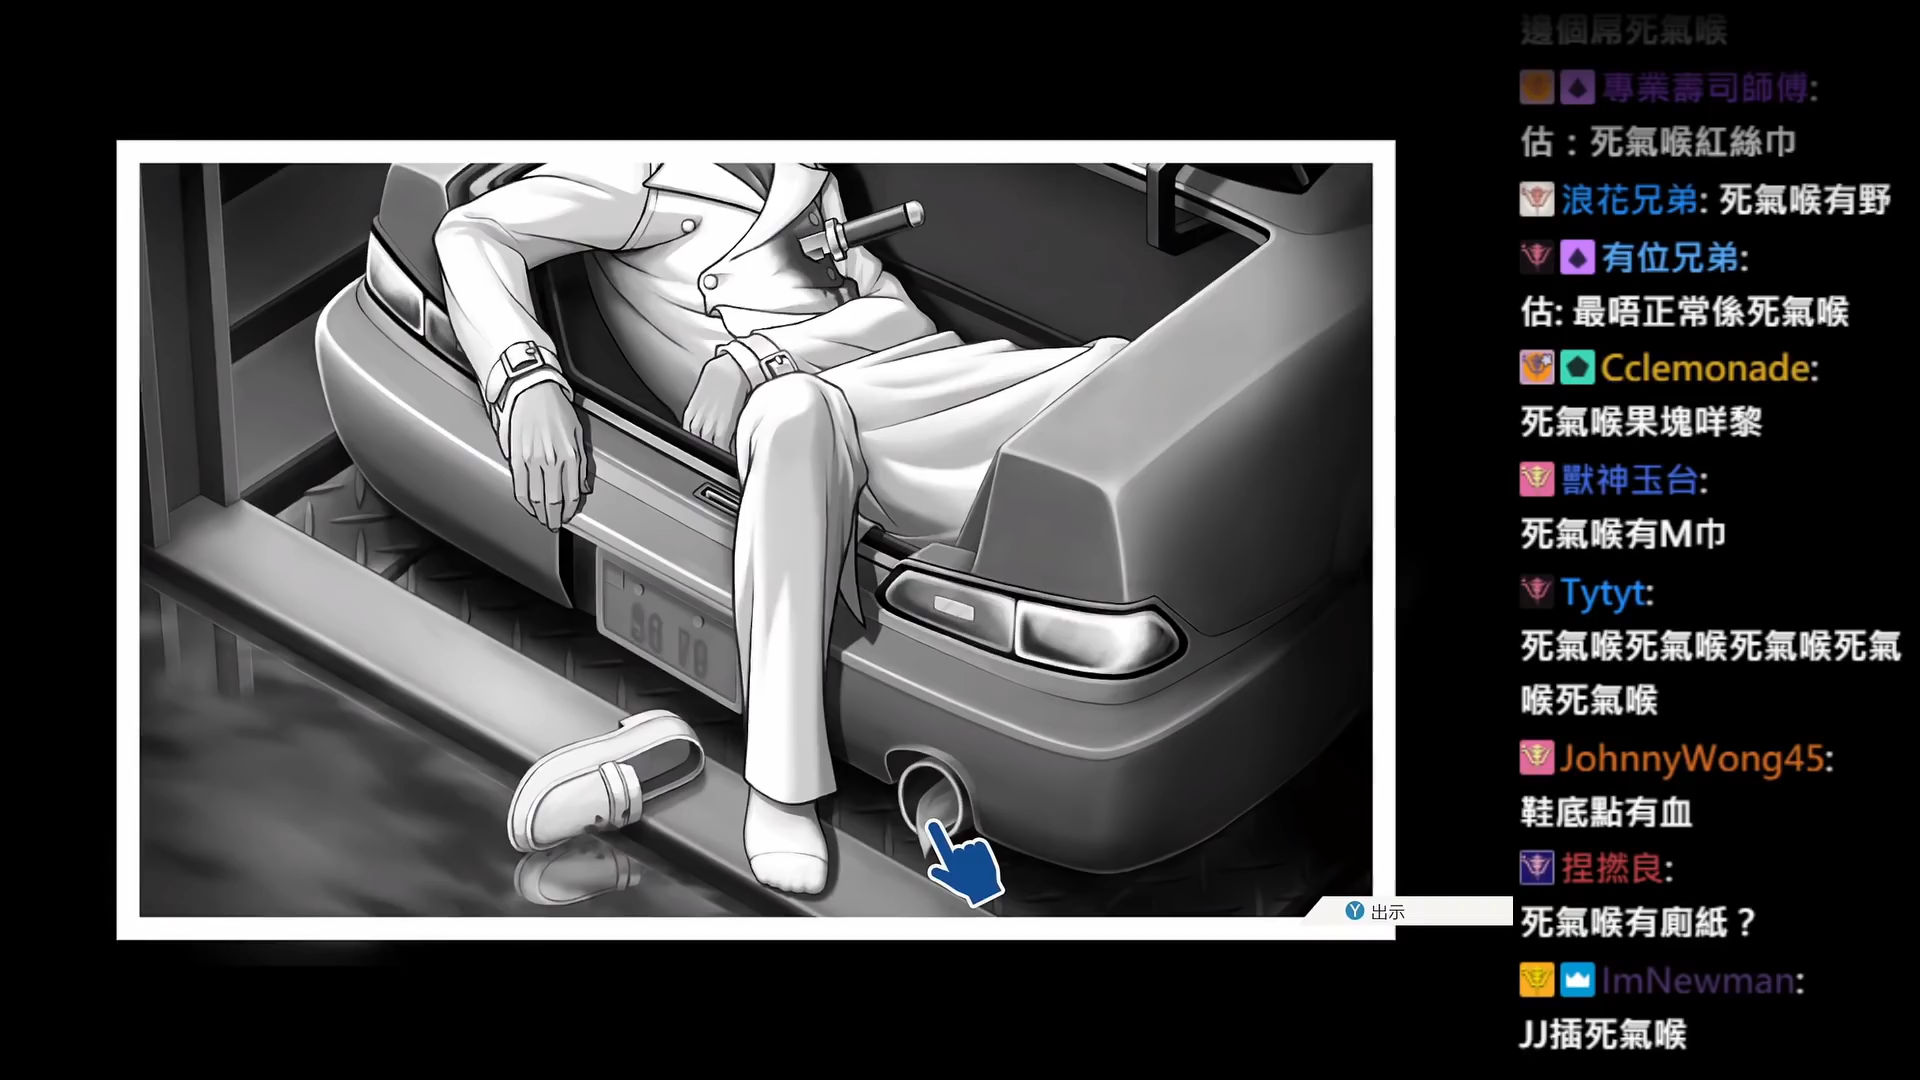 邊個屌死氣喉
專業壽司師傅:
估：死氣喉紅絲巾
浪花兄弟: 死氣喉有野
有位兄弟:
估: 最唔正常係死氣喉
Cclemonade:
死氣喉果塊咩黎
獸神玉台:
死氣喉有M巾
Tytyt:
死氣喉死氣喉死氣喉死氣
喉死氣喉
JohnnyWong45:
鞋底點有血
捏撚良:
死氣喉有廁紙？
ImNewman:
JJ插死氣喉
Y 出示